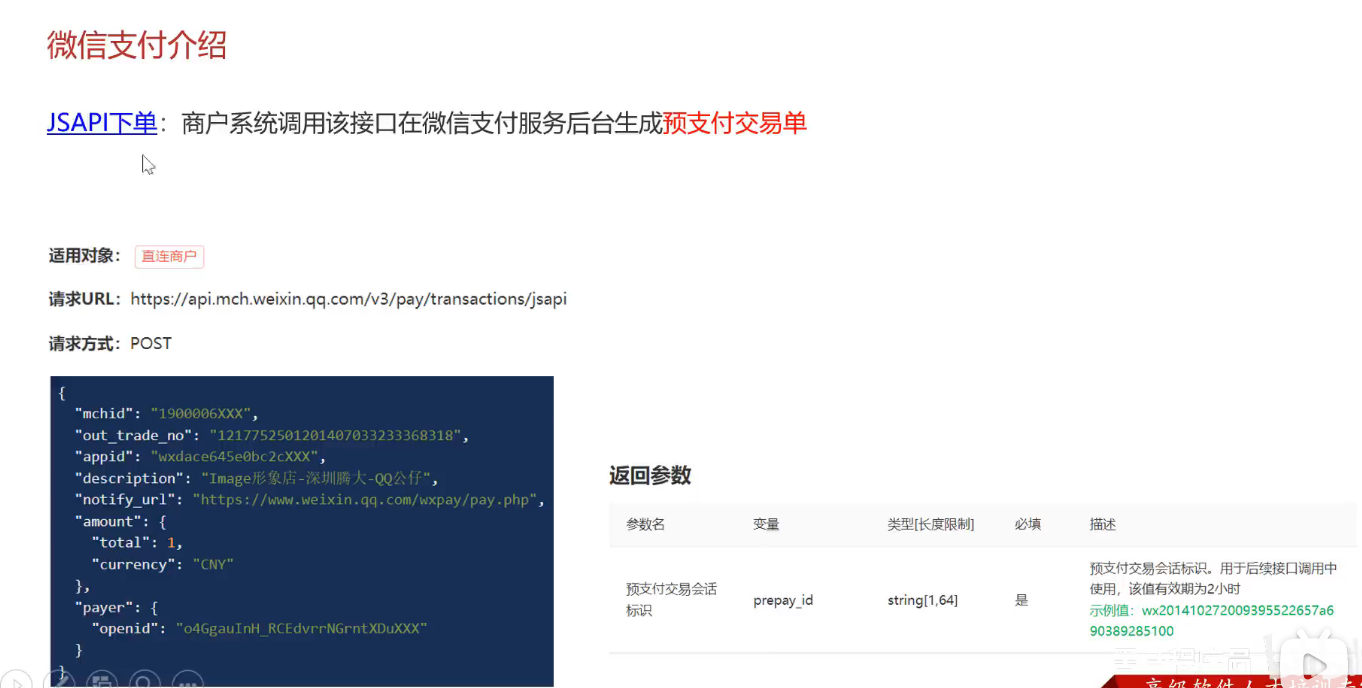 微信支付介绍
JSAPI下单：商户系统调用该接口在微信支付服务后台生成预支付交易单
适用对象： 直连商户
请求URL：https://api.mch.weixin.qq.com/v3/pay/transactions/jsapi
请求方式：POST
{
"mchid": "1900006XXX",
"out_trade_no": "1217752501201407033233368318",
"appid": "wxdace645e0bc2cXXX",
"description": "Image形象店-深圳腾大-QQ公仔",
"notify_url": "https://www.weixin.qq.com/wxpay/pay.php",
"amount": {
"total": 1,
"currency": "CNY"
},
"payer": {
"openid": "o4GgauInH_RCEdvrrNGrntXDuXXX"
}
}
返回参数
参数名 变量 类型[长度限制] 必填 描述
预支付交易会话
标识
prepay_id string[1,64] 是
预支付交易会话标识。用于后续接口调用中
使用，该值有效期为2小时
示例值：wx201410272009395522657a6
90389285100